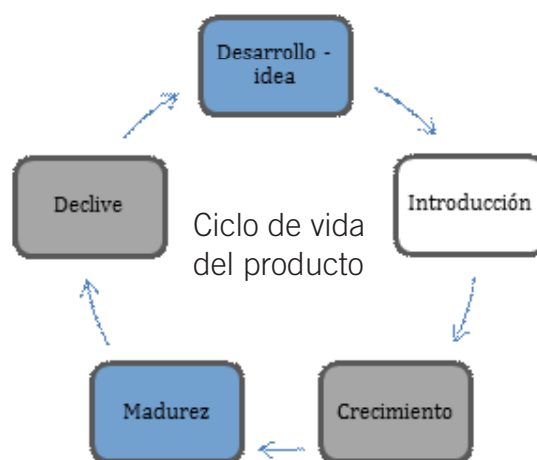 Desarrollo -
idea
Introducción
Crecimiento
Madurez
Declive
Ciclo de vida
del producto